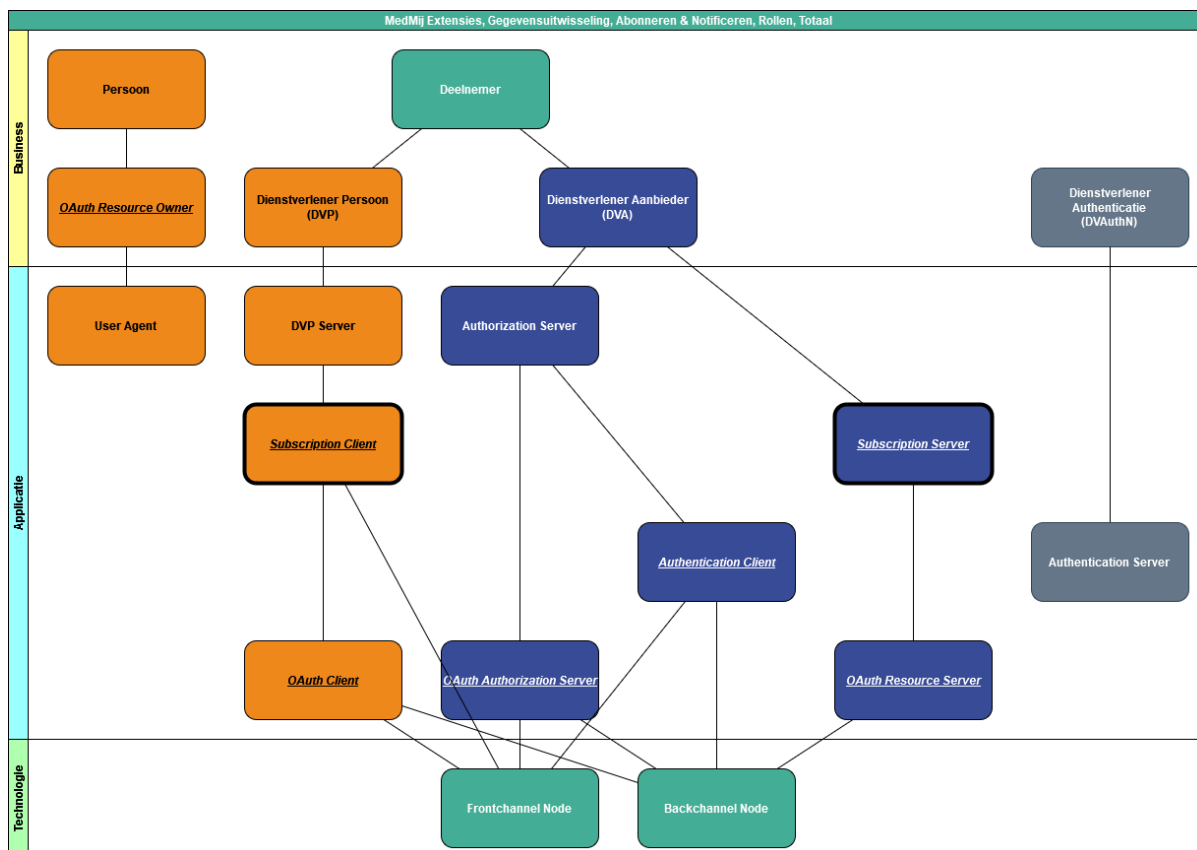 MedMij Extensies, Gegevensuitwisseling, Abonneren & Notificeren, Rollen, Totaal
Business
Persoon
Deelnemer
OAuth Resource Owner
Dienstverlener Persoon
(DVP)
Dienstverlener Aanbieder
(DVA)
Dienstverlener
Authenticatie
(DVAuthN)
Applicatie
User Agent
DVP Server
Authorization Server
Subscription Client
Subscription Server
Authentication Client
Authentication Server
OAuth Client
OAuth Authorization Server
OAuth Resource Server
Technologie
Frontchannel Node
Backchannel Node